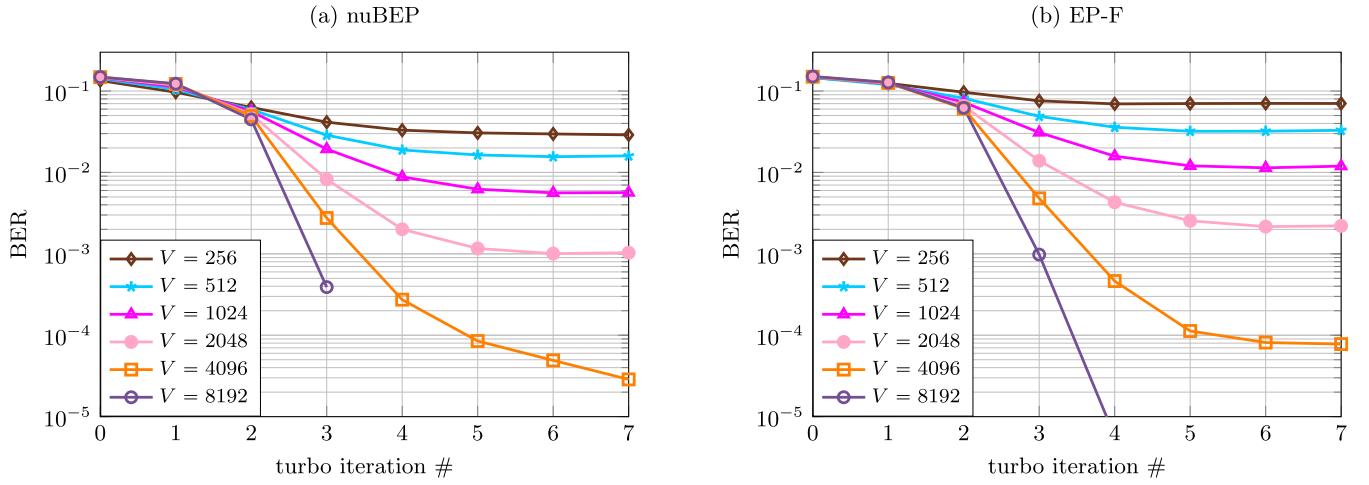 (a) nuBEP
10⁻¹
10⁻²
10⁻³
10⁻⁴
10⁻⁵
BER
V = 256
V = 512
V = 1024
V = 2048
V = 4096
V = 8192
0 1 2 3 4 5 6 7
turbo iteration #
(b) EP-F
10⁻¹
10⁻²
10⁻³
10⁻⁴
10⁻⁵
BER
V = 256
V = 512
V = 1024
V = 2048
V = 4096
V = 8192
0 1 2 3 4 5 6 7
turbo iteration #